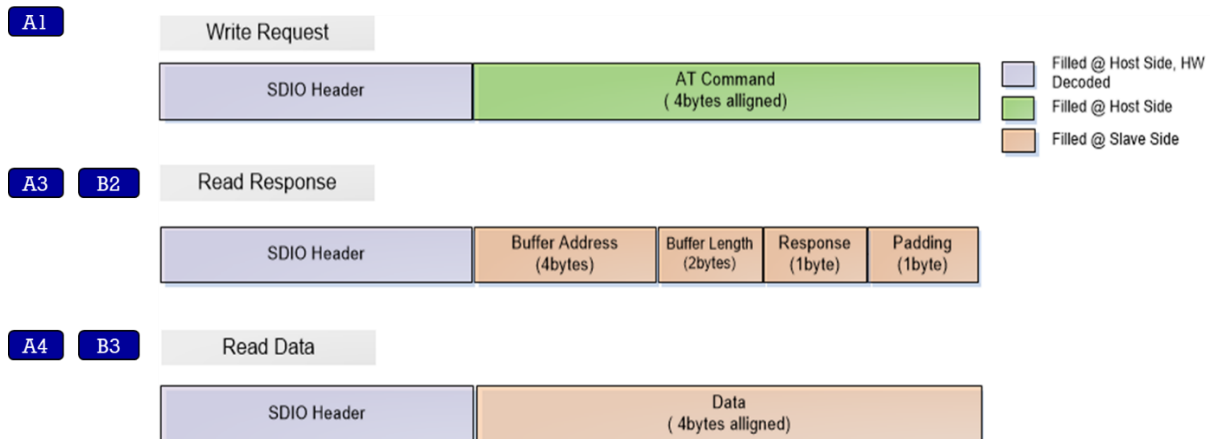 A1
Write Request
SDIO Header
AT Command
( 4bytes alligned)
Filled @ Host Side, HW
Decoded
Filled @ Host Side
Filled @ Slave Side
A3
B2
Read Response
SDIO Header
Buffer Address
(4bytes)
Buffer Length
(2bytes)
Response
(1byte)
Padding
(1byte)
A4
B3
Read Data
SDIO Header
Data
( 4bytes alligned)